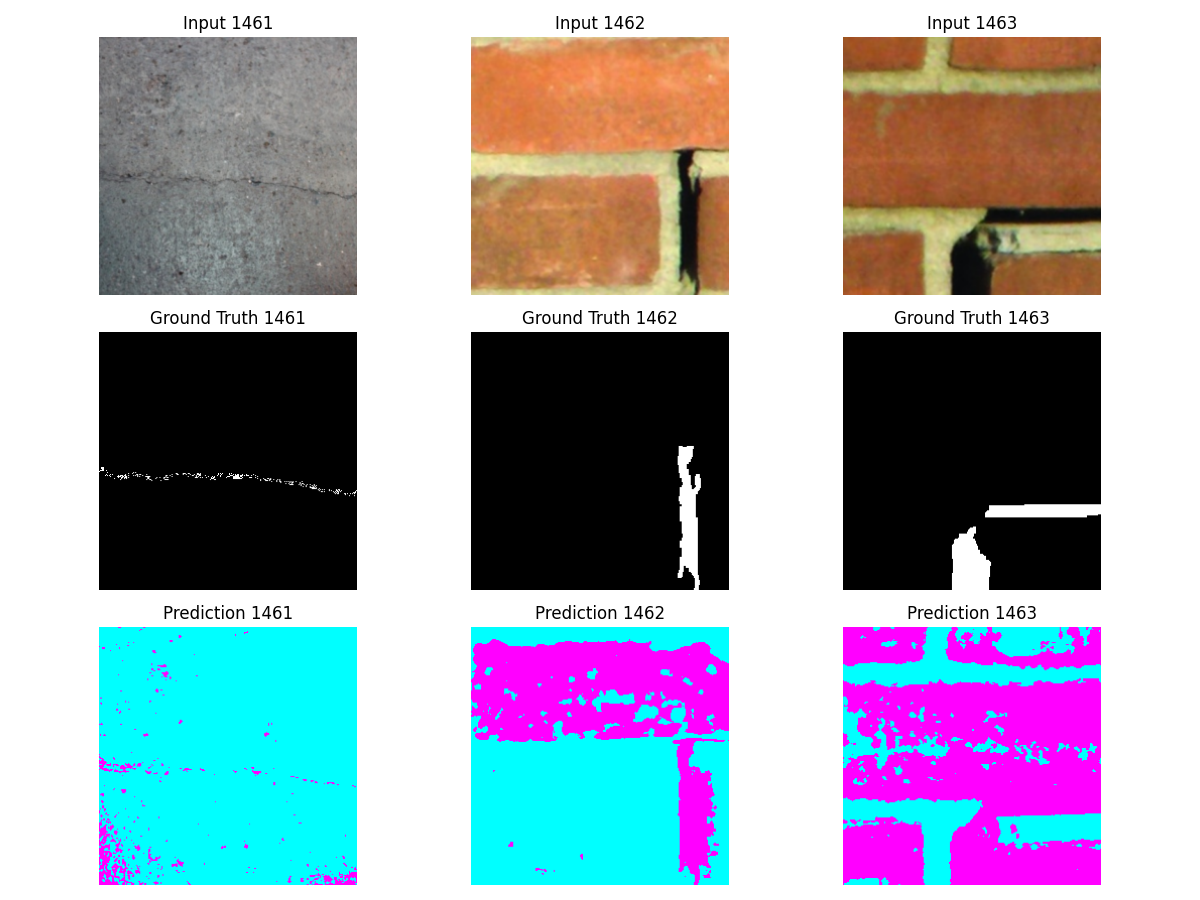 Input 1461
Input 1462
Input 1463
Ground Truth 1461
Ground Truth 1462
Ground Truth 1463
Prediction 1461
Prediction 1462
Prediction 1463